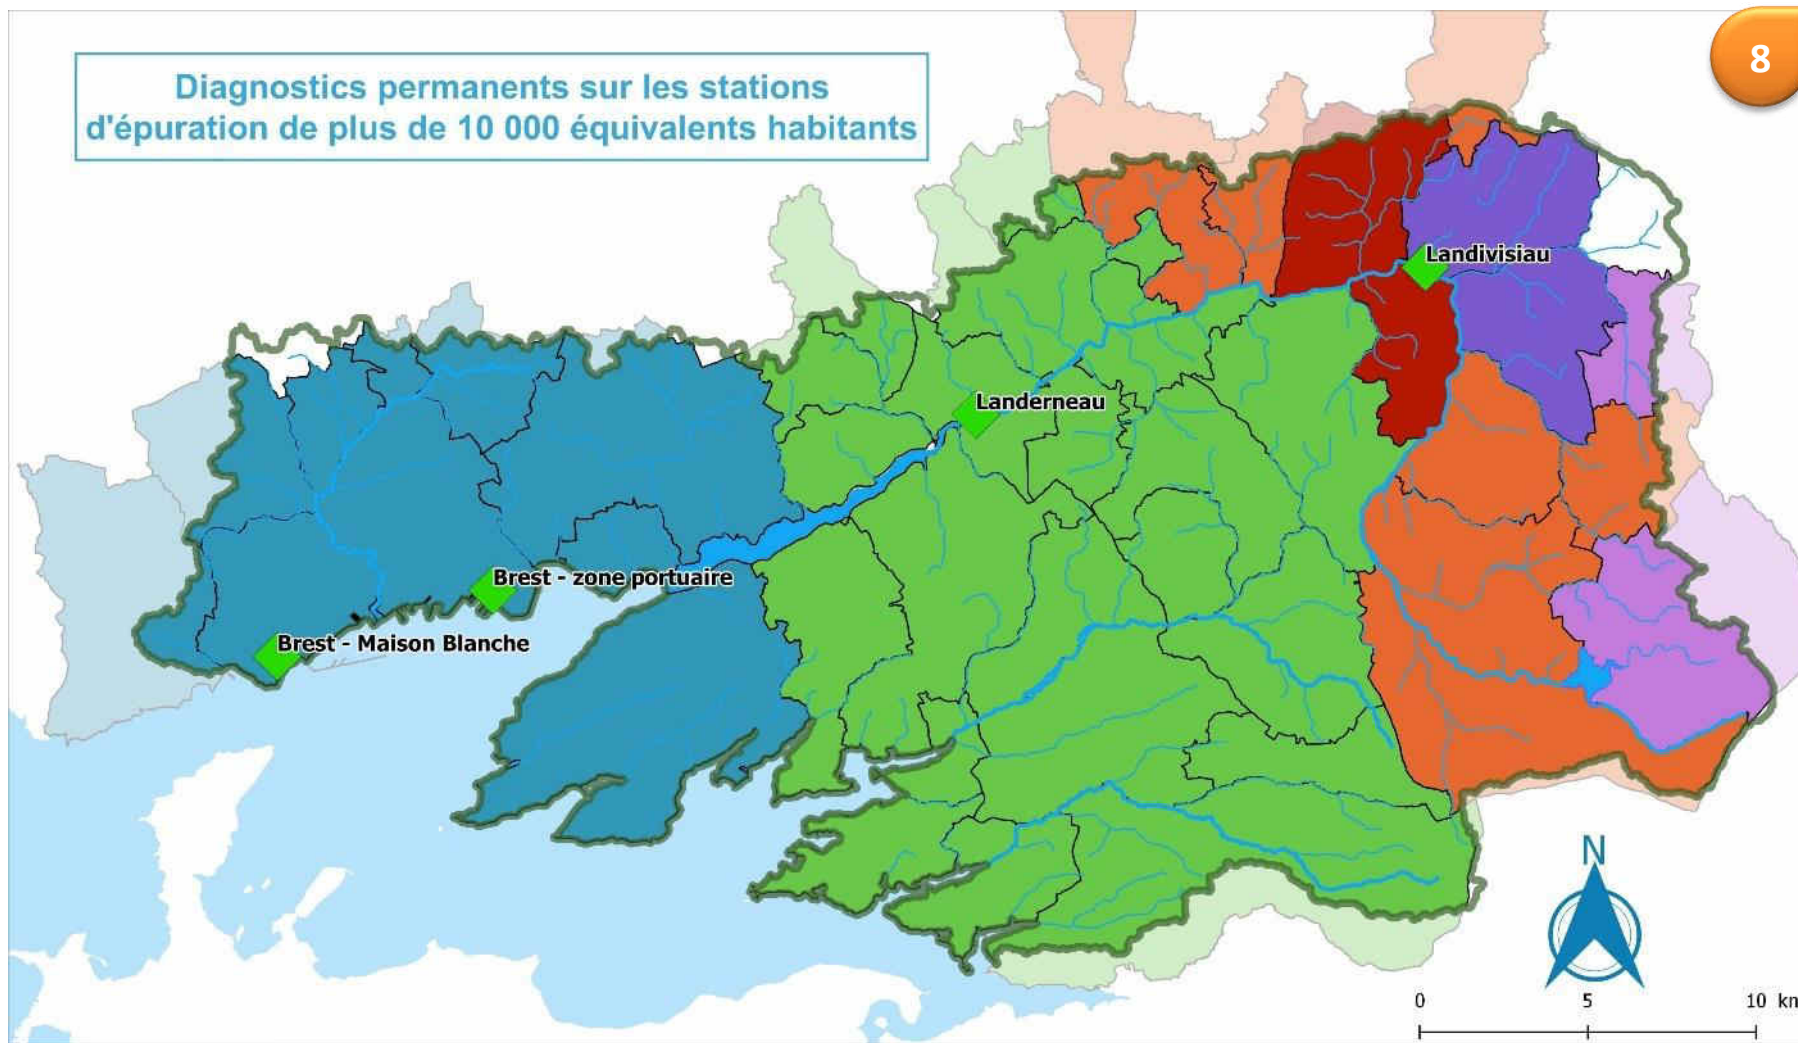 8
Diagnostics permanents sur les stations
d'épuration de plus de 10 000 équivalents habitants
Landivisiau
Landerneau
Brest - zone portuaire
Brest - Maison Blanche
N
0 5 10 km